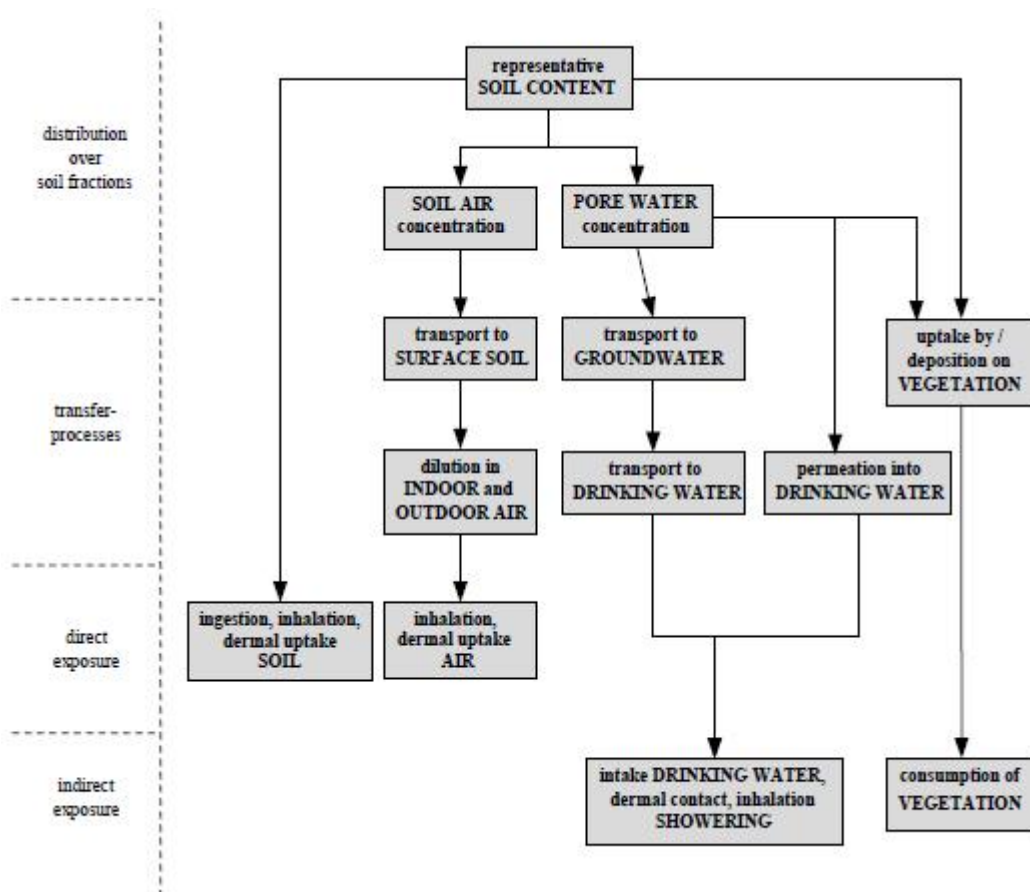 representative
SOIL CONTENT
distribution
over
soil fractions
SOIL AIR
concentration
PORE WATER
concentration
transfer-
processes
transport to
SURFACE SOIL
transport to
GROUNDWATER
uptake by /
deposition on
VEGETATION
dilution in
INDOOR and
OUTDOOR AIR
transport to
DRINKING WATER
permeation into
DRINKING WATER
direct
exposure
ingestion, inhalation,
dermal uptake
SOIL
inhalation,
dermal uptake
AIR
indirect
exposure
intake DRINKING WATER,
dermal contact, inhalation
SHOWERING
consumption of
VEGETATION